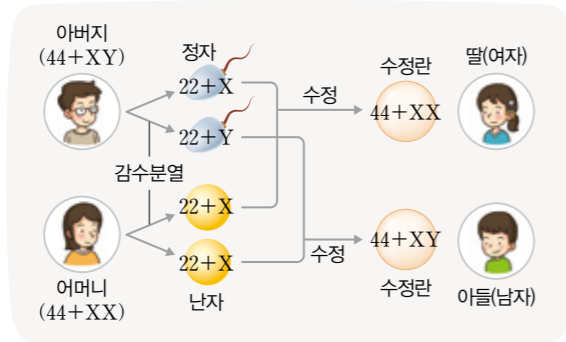 아버지
(44+XY)
정자
22+X
22+Y
수정
수정란
44+XX
딸(여자)
감수분열
22+X
22+X
난자
어머니
(44+XX)
수정
44+XY
수정란
아들(남자)